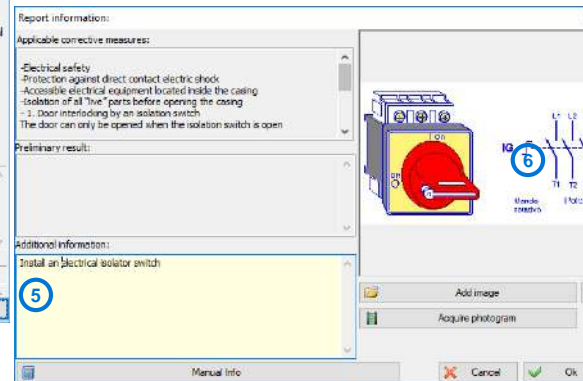 Report information:
Applicable corrective measures:
-Electrical safety
-Protection against direct contact electric shock
-Accessible electrical equipment located inside the casing
-Isolation of all "live" parts before opening the casing
- 1. Door interlocking by an isolation switch
The door can only be opened when the isolation switch is open
Preliminary result:
Additional information:
Install an electrical isolator switch
5
ON
L1 L2
6
T1 T2
Mando
rotativo
Add image
Acquire photogram
Manual Info
Cancel
Ok